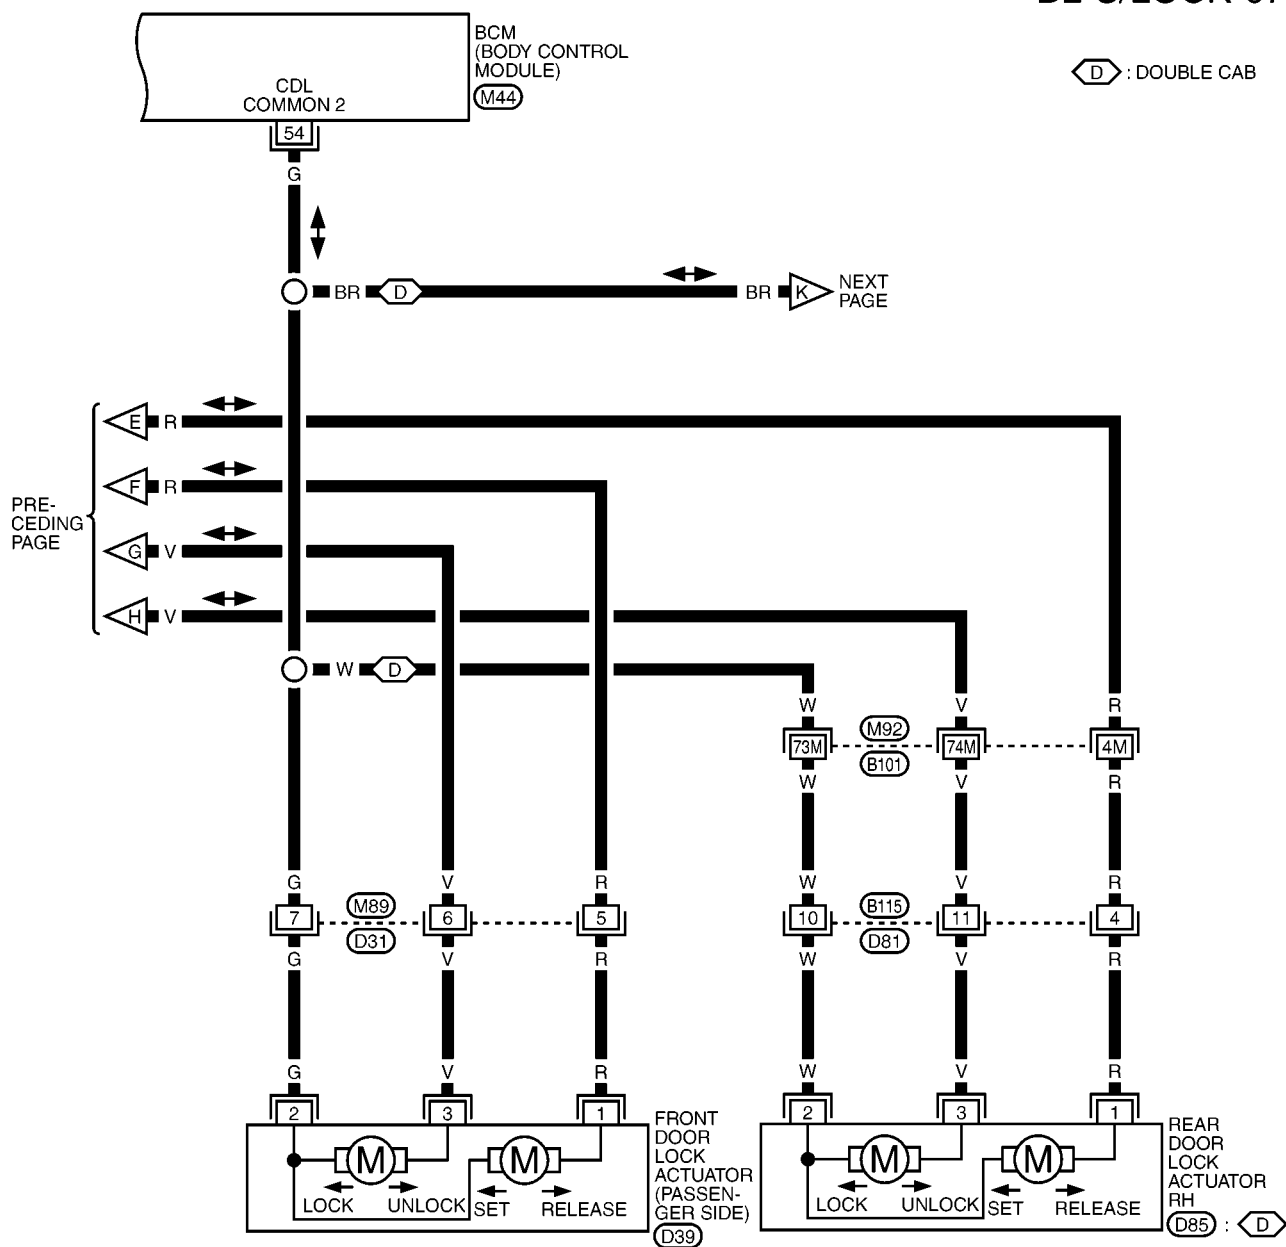 BCM
(BODY CONTROL
MODULE)
M44
D : DOUBLE CAB
CDL
COMMON 2
54
G
BR D BR K NEXT
PAGE
E R
F R
PRE-
CEDING
PAGE
G V
H V
W D
W V R
M92
73M 74M 4M
B101
W V R
G V R W V R
M89 B115
7 6 5 10 11 4
D31 D81
G V R W V R
G V R W V R
2 3 1 2 3 1
M M M M
LOCK UNLOCK SET RELEASE
FRONT
DOOR
LOCK
ACTUATOR
(PASSEN-
GER SIDE)
D39
LOCK UNLOCK SET RELEASE
REAR
DOOR
LOCK
ACTUATOR
RH
D85 : D